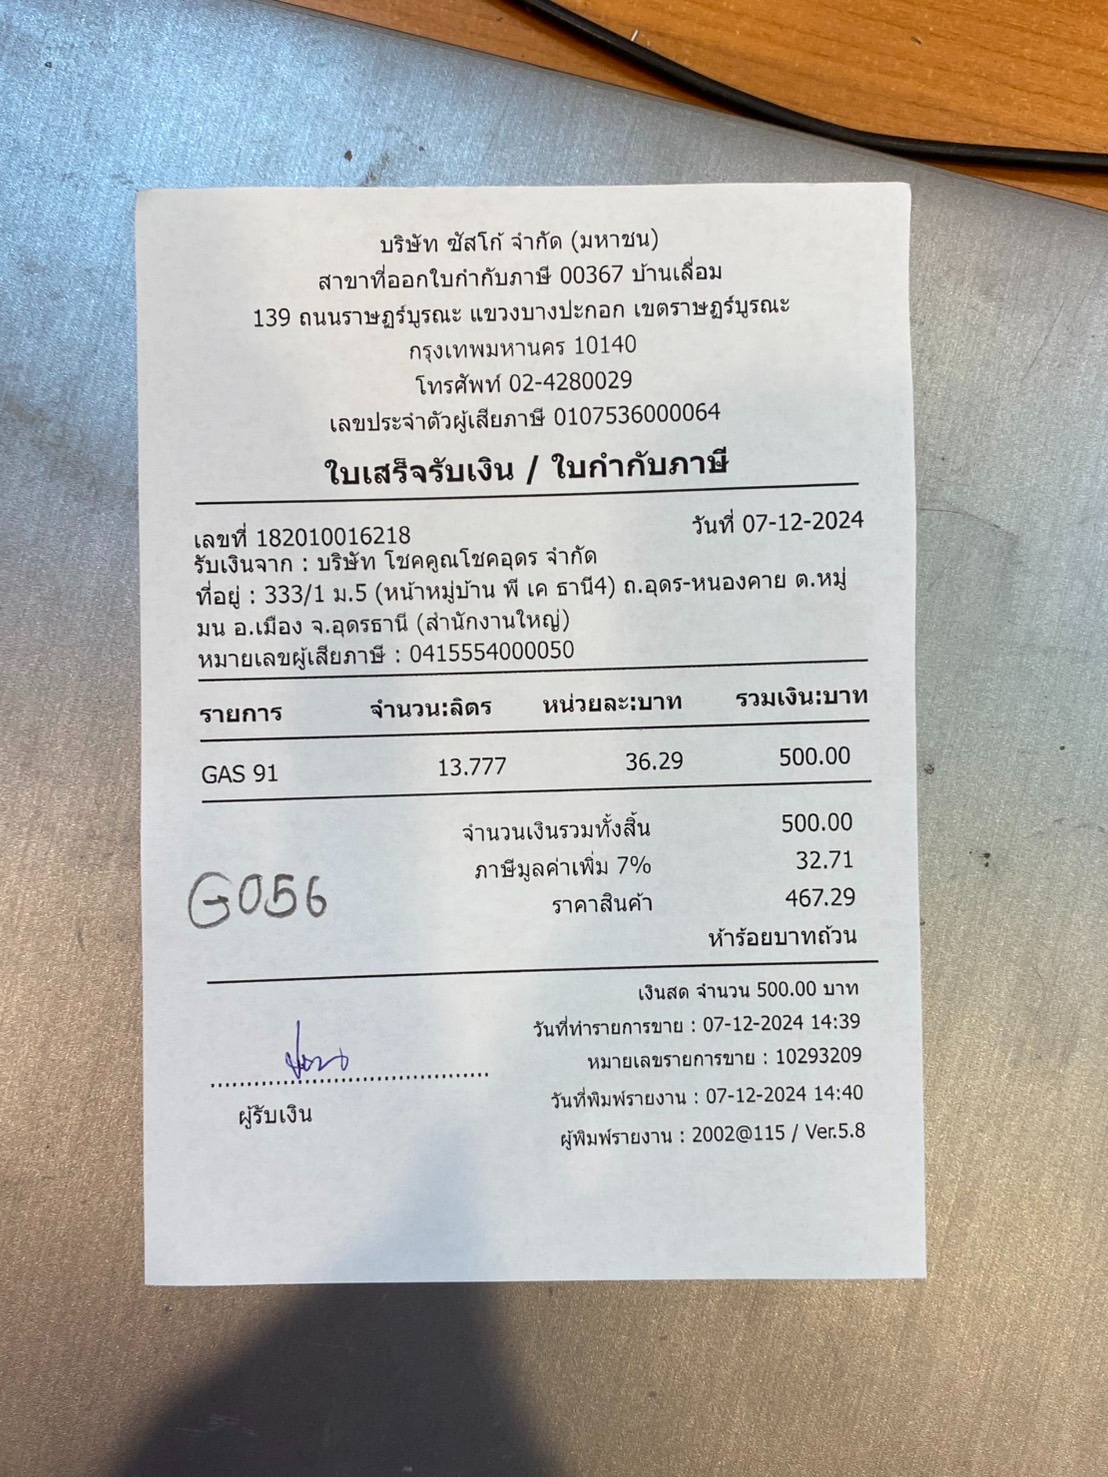 บริษัท ซัสโก้ จำกัด (มหาชน)
สาขาที่ออกใบกำกับภาษี 00367 บ้านเลื่อม
139 ถนนราษฎร์บูรณะ แขวงบางปะกอก เขตราษฎร์บูรณะ
กรุงเทพมหานคร 10140
โทรศัพท์ 02-4280029
เลขประจำตัวผู้เสียภาษี 0107536000064
ใบเสร็จรับเงิน / ใบกำกับภาษี
เลขที่ 182010016218 วันที่ 07-12-2024
รับเงินจาก : บริษัท โชคคูณโชคอุดร จำกัด
ที่อยู่ : 333/1 ม.5 (หน้าหมู่บ้าน พี เค ธานี4) ถ.อุดร-หนองคาย ต.หมู่
มน อ.เมือง จ.อุดรธานี (สำนักงานใหญ่)
หมายเลขผู้เสียภาษี : 0415554000050
รายการ จำนวน:ลิตร หน่วยละ:บาท รวมเงิน:บาท
GAS 91 13.777 36.29 500.00
จำนวนเงินรวมทั้งสิ้น 500.00
ภาษีมูลค่าเพิ่ม 7% 32.71
G056 ราคาสินค้า 467.29
ห้าร้อยบาทถ้วน
เงินสด จำนวน 500.00 บาท
วันที่ทำรายการขาย : 07-12-2024 14:39
หมายเลขรายการขาย : 10293209
วันที่พิมพ์รายงาน : 07-12-2024 14:40
ผู้รับเงิน
ผู้พิมพ์รายงาน : 2002@115 / Ver.5.8